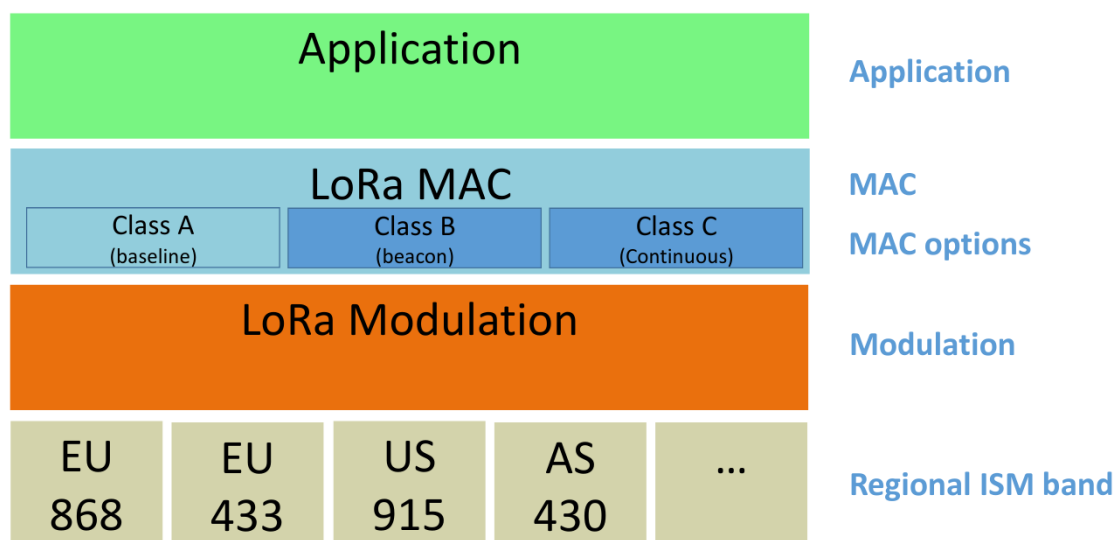 Application
Application
LoRa MAC
MAC
Class A
(baseline)
Class B
(beacon)
Class C
(Continuous)
MAC options
LoRa Modulation
Modulation
EU
868
EU
433
US
915
AS
430
...
Regional ISM band